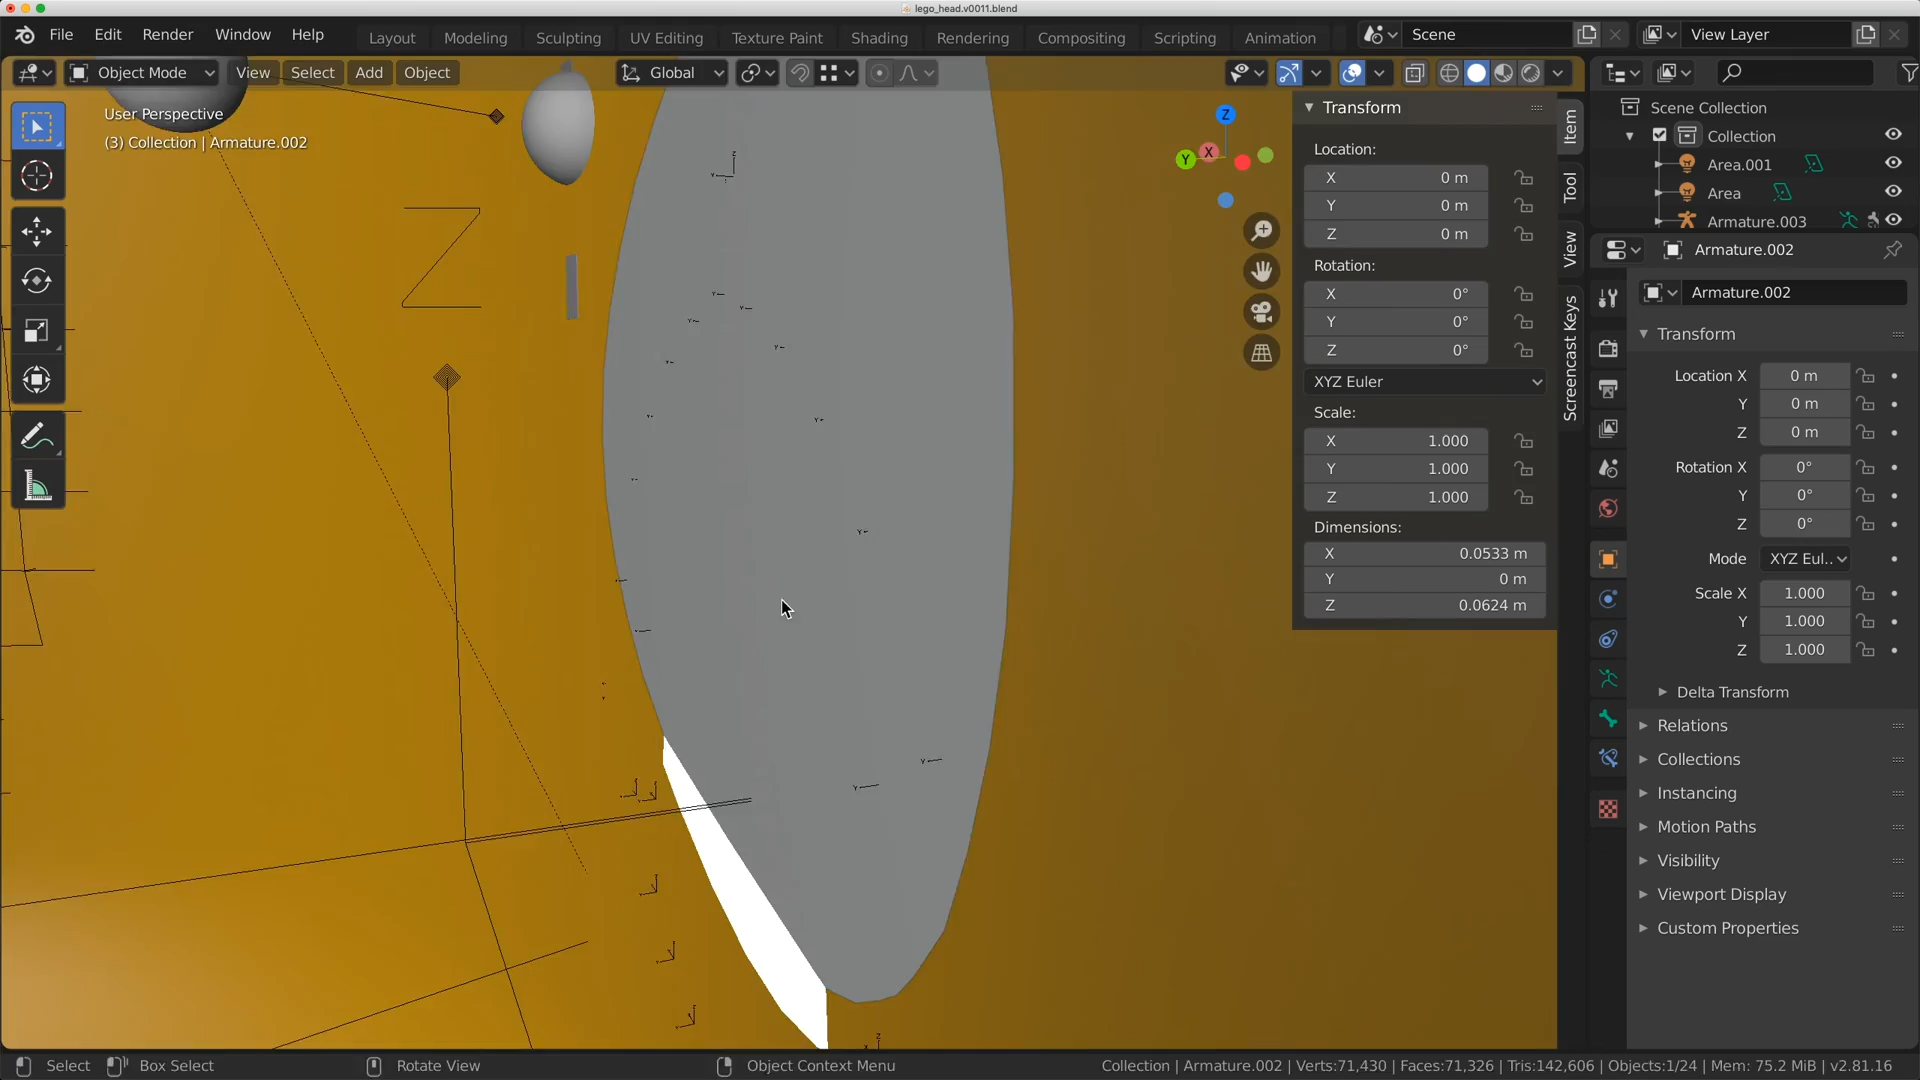 lego_head.v0011.blend
File Edit Render Window Help
Layout Modeling Sculpting UV Editing Texture Paint Shading Rendering Compositing Scripting Animation
Scene
View Layer
Object Mode View Select Add Object
Global
User Perspective
(3) Collection | Armature.002
Z
Y
X
Transform
Location:
X 0 m
Y 0 m
Z 0 m
Rotation:
X 0°
Y 0°
Z 0°
XYZ Euler
Scale:
X 1.000
Y 1.000
Z 1.000
Dimensions:
X 0.0533 m
Y 0 m
Z 0.0624 m
Item
Tool
View
Screencast Keys
Scene Collection
Collection
Area.001
Area
Armature.003
Armature.002
Armature.002
Transform
Location X 0 m
Y 0 m
Z 0 m
Rotation X 0°
Y 0°
Z 0°
Mode XYZ Eul..
Scale X 1.000
Y 1.000
Z 1.000
Delta Transform
Relations
Collections
Instancing
Motion Paths
Visibility
Viewport Display
Custom Properties
Select Box Select Rotate View Object Context Menu
Collection | Armature.002 | Verts:71,430 | Faces:71,326 | Tris:142,606 | Objects:1/24 | Mem: 75.2 MiB | v2.81.16